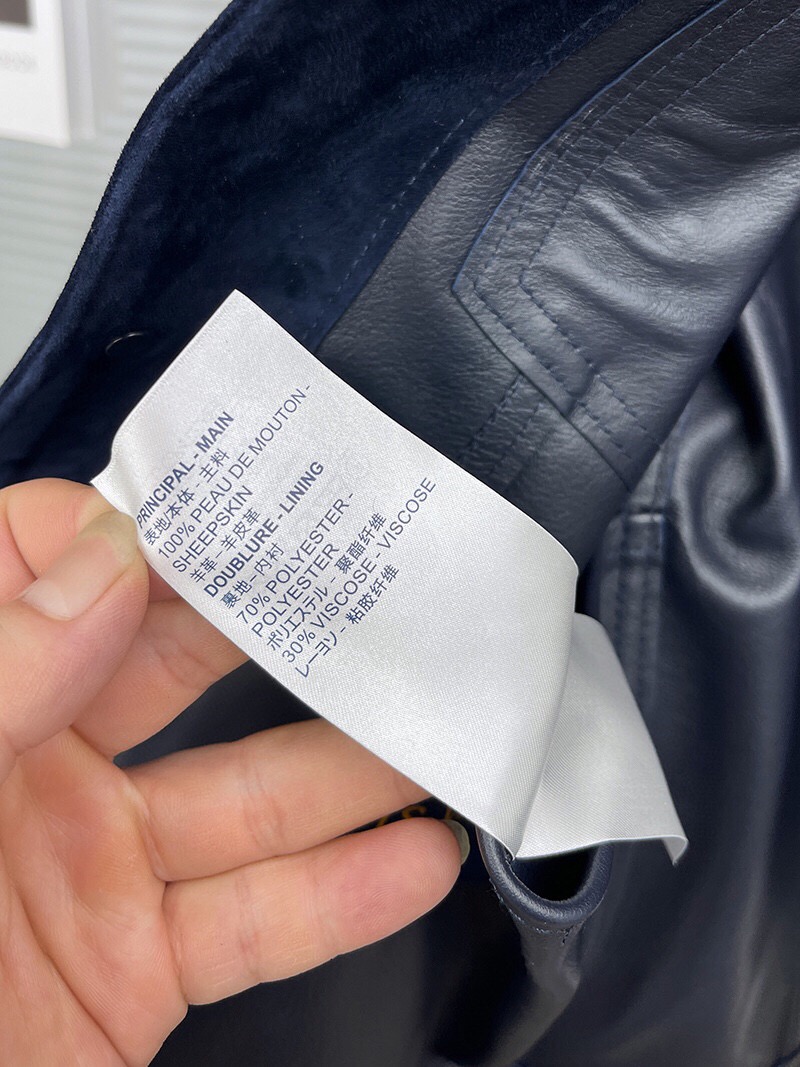 PRINCIPAL - MAIN
表地/本体 - 主料
100% PEAU DE MOUTON -
SHEEPSKIN
羊革 - 羊皮革
DOUBLURE - LINING
裏地 - 内衬
70% POLYESTER -
POLYESTER
ポリエステル - 聚酯纤维
30% VISCOSE - VISCOSE
レーヨン - 粘胶纤维